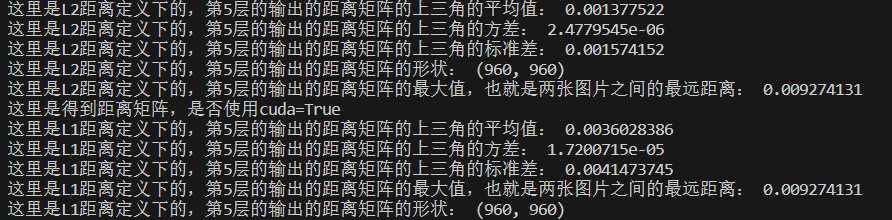 这里是L2距离定义下的，第5层的输出的距离矩阵的上三角的平均值： 0.001377522
这里是L2距离定义下的，第5层的输出的距离矩阵的上三角的方差： 2.4779545e-06
这里是L2距离定义下的，第5层的输出的距离矩阵的上三角的标准差： 0.001574152
这里是L2距离定义下的，第5层的输出的距离矩阵的形状： (960, 960)
这里是L2距离定义下的，第5层的输出的距离矩阵的最大值，也就是两张图片之间的最远距离： 0.009274131
这里是得到距离矩阵，是否使用cuda=True
这里是L1距离定义下的，第5层的输出的距离矩阵的上三角的平均值： 0.0036028386
这里是L1距离定义下的，第5层的输出的距离矩阵的上三角的方差： 1.7200715e-05
这里是L1距离定义下的，第5层的输出的距离矩阵的上三角的标准差： 0.0041473745
这里是L1距离定义下的，第5层的输出的距离矩阵的最大值，也就是两张图片之间的最远距离： 0.009274131
这里是L1距离定义下的，第5层的输出的距离矩阵的形状： (960, 960)